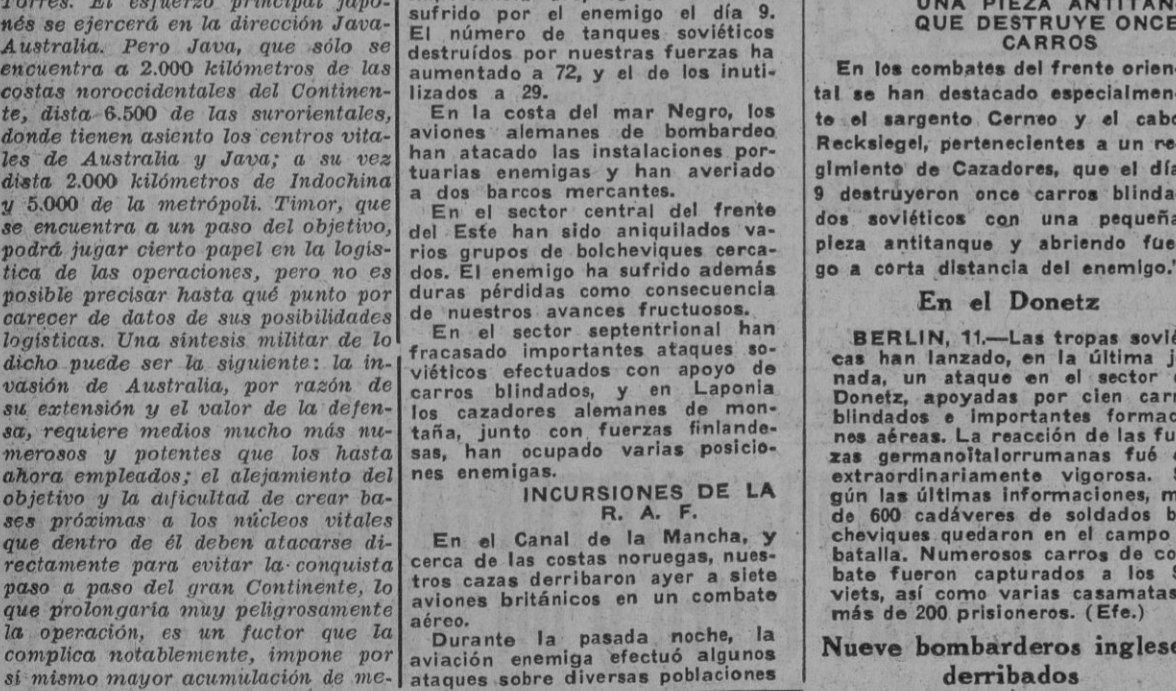 Torres. El esfuerzo principal japo-
nés se ejercerá en la dirección Java-
Australia. Pero Java, que sólo se
encuentra a 2.000 kilómetros de las
costas noroccidentales del Continen-
te, dista 6.500 de las surorientales,
donde tienen asiento los centros vita-
les de Australia y Java; a su vez
dista 2.000 kilómetros de Indochina
y 5.000 de la metrópoli. Timor, que
se encuentra a un paso del objetivo,
podrá jugar cierto papel en la logís-
tica de las operaciones, pero no es
posible precisar hasta qué punto por
carecer de datos de sus posibilidades
logísticas. Una síntesis militar de lo
dicho puede ser la siguiente: la in-
vasión de Australia, por razón de
su extensión y el valor de la defen-
sa, requiere medios mucho más nu-
merosos y potentes que los hasta
ahora empleados; el alejamiento del
objetivo y la dificultad de crear ba-
ses próximas a los núcleos vitales
que dentro de él deben atacarse di-
rectamente para evitar la conquista
paso a paso del gran Continente, lo
que prolongaría muy peligrosamente
la operación, es un factor que la
complica notablemente, impone por
sí mismo mayor acumulación de me-
sufrido por el enemigo el día 9.
El número de tanques soviéticos
destruídos por nuestras fuerzas ha
aumentado a 72, y el de los inuti-
lizados a 29.
En la costa del mar Negro, los
aviones alemanes de bombardeo
han atacado las instalaciones por-
tuarias enemigas y han averiado
a dos barcos mercantes.
En el sector central del frente
del Este han sido aniquilados va-
rios grupos de bolcheviques cerca-
dos. El enemigo ha sufrido además
duras pérdidas como consecuencia
de nuestros avances fructuosos.
En el sector septentrional han
fracasado importantes ataques so-
viéticos efectuados con apoyo de
carros blindados, y en Laponia
los cazadores alemanes de mon-
taña, junto con fuerzas finlande-
sas, han ocupado varias posicio-
nes enemigas.
INCURSIONES DE LA
R. A. F.
En el Canal de la Mancha, y
cerca de las costas noruegas, nues-
tros cazas derribaron ayer a siete
aviones británicos en un combate
aéreo.
Durante la pasada noche, la
aviación enemiga efectuó algunos
ataques sobre diversas poblaciones
UNA PIEZA ANTITAN
QUE DESTRUYE ONCE
CARROS
En los combates del frente orien-
tal se han destacado especialmen-
te el sargento Cerneo y el cabo
Recksiegel, pertenecientes a un re-
gimiento de Cazadores, que el día
9 destruyeron once carros blinda-
dos soviéticos con una pequeña
pieza antitanque y abriendo fue-
go a corta distancia del enemigo."
En el Donetz
BERLIN, 11.—Las tropas sovié
cas han lanzado, en la última j
nada, un ataque en el sector
Donetz, apoyadas por cien carr
blindados e importantes formac
nes aéreas. La reacción de las fu
zas germanoitalorrumanas fué
extraordinariamente vigorosa.
gún las últimas informaciones, m
de 600 cadáveres de soldados b
cheviques quedaron en el campo
batalla. Numerosos carros de co
bate fueron capturados a los S
viets, así como varias casamatas
más de 200 prisioneros. (Efe.)
Nueve bombarderos inglese
derribados